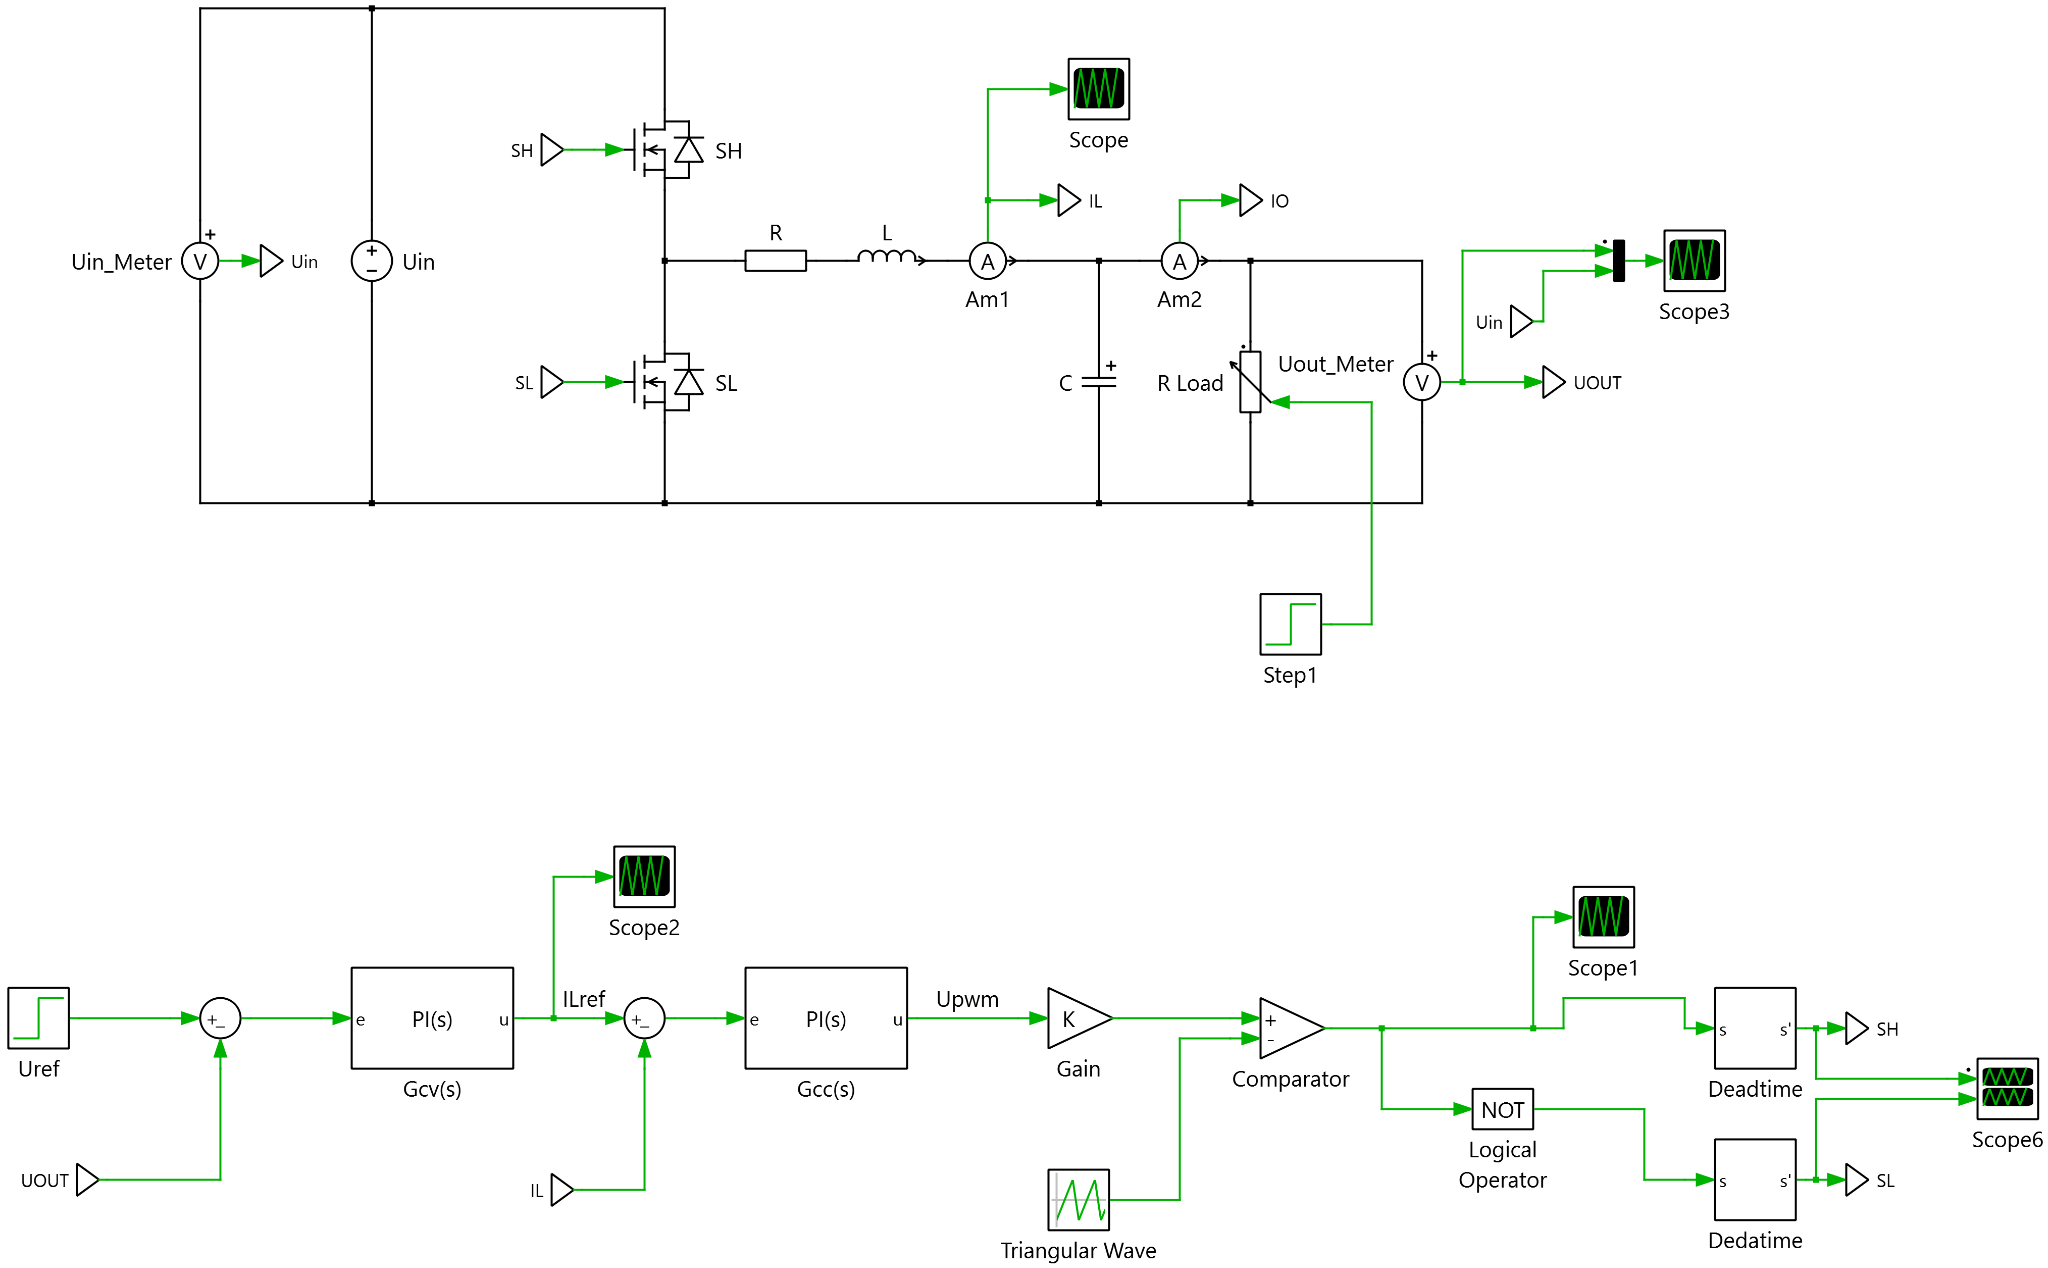 SH
SH
Scope
IL
IO
R
L
Uin_Meter
V
Uin
Uin
A
Am1
A
Am2
Uin
Scope3
SL
SL
C
R Load
Uout_Meter
V
UOUT
Step1
Scope2
Scope1
Uref
e
PI(s)
u
Gcv(s)
ILref
e
PI(s)
u
Gcc(s)
Upwm
K
Gain
Comparator
s
s'
Deadtime
SH
NOT
Logical
Operator
Scope6
UOUT
IL
Triangular Wave
s
s'
Dedatime
SL